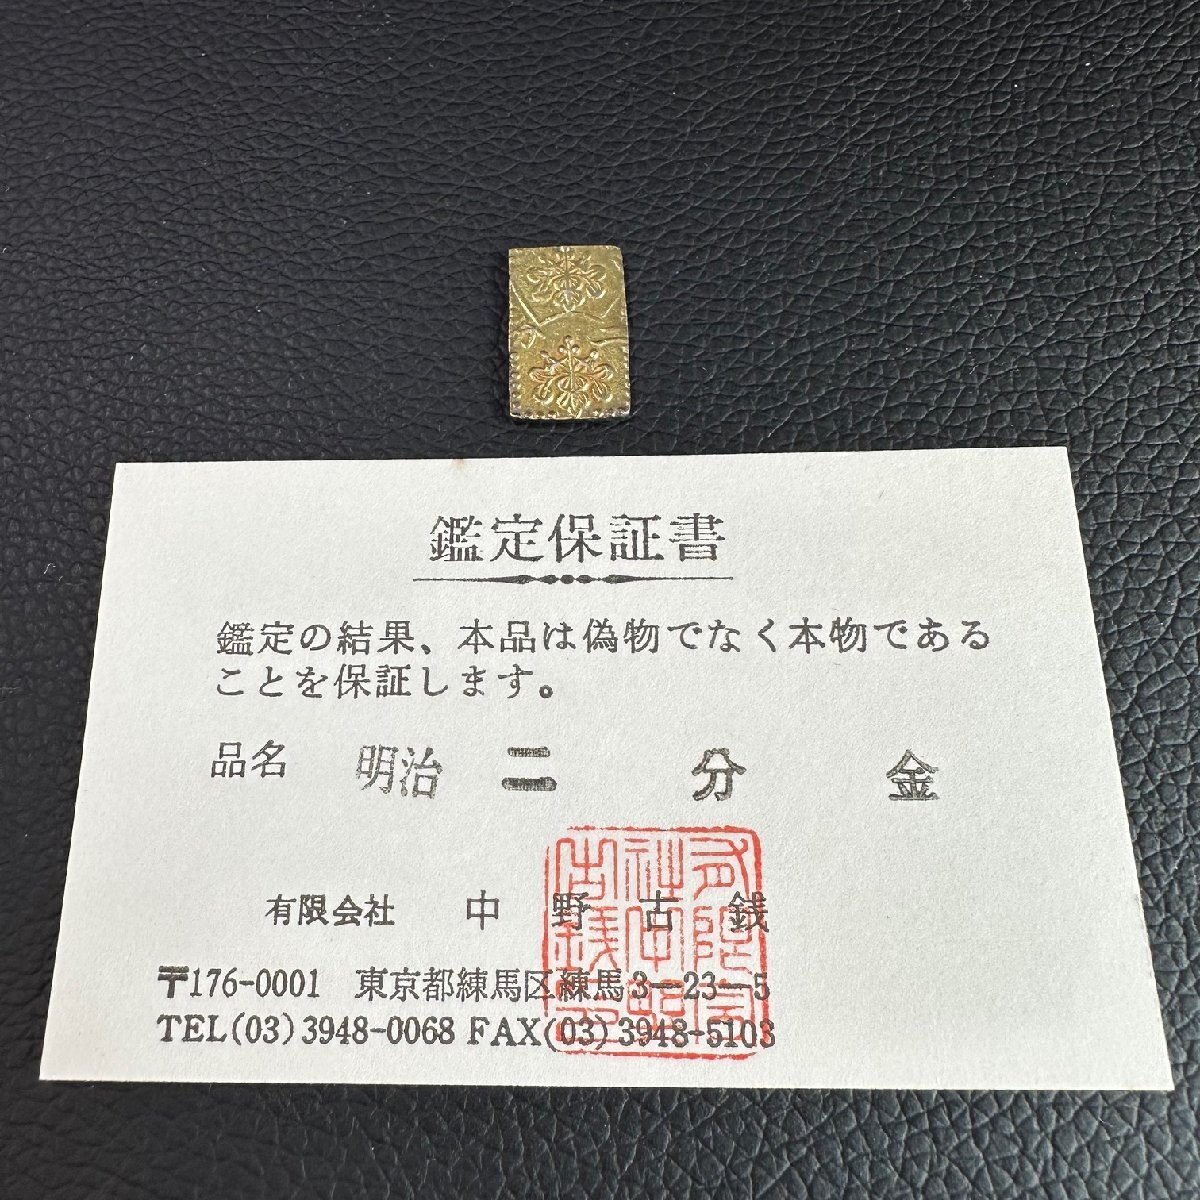 二分
鑑定保証書
鑑定の結果、本品は偽物でなく本物である
ことを保証します。
品名 明治 二 分 金
有限会社 中 野 古 銭
〒176-0001 東京都練馬区練馬3-23-5
TEL(03)3948-0068 FAX(03)3948-5103